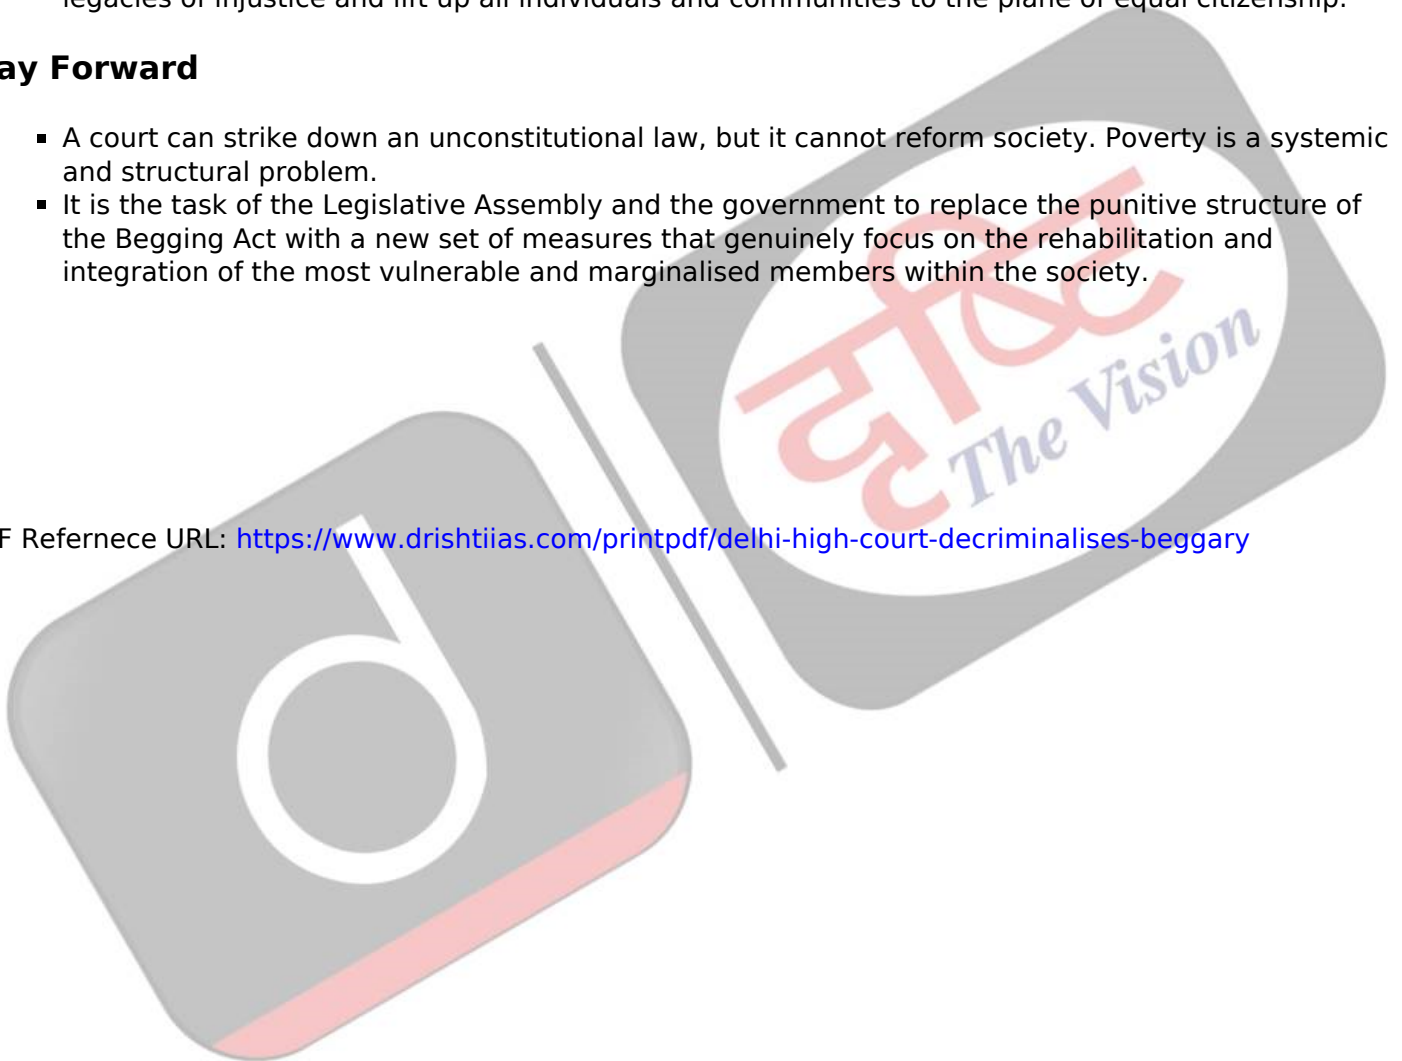 legacies of injustice and lift up all individuals and communities to the plane of equal citizenship.
ay Forward
▪ A court can strike down an unconstitutional law, but it cannot reform society. Poverty is a systemic
and structural problem.
▪ It is the task of the Legislative Assembly and the government to replace the punitive structure of
the Begging Act with a new set of measures that genuinely focus on the rehabilitation and
integration of the most vulnerable and marginalised members within the society.
दृष्टि
The Vision
F Refernece URL: https://www.drishtiias.com/printpdf/delhi-high-court-decriminalises-beggary
d